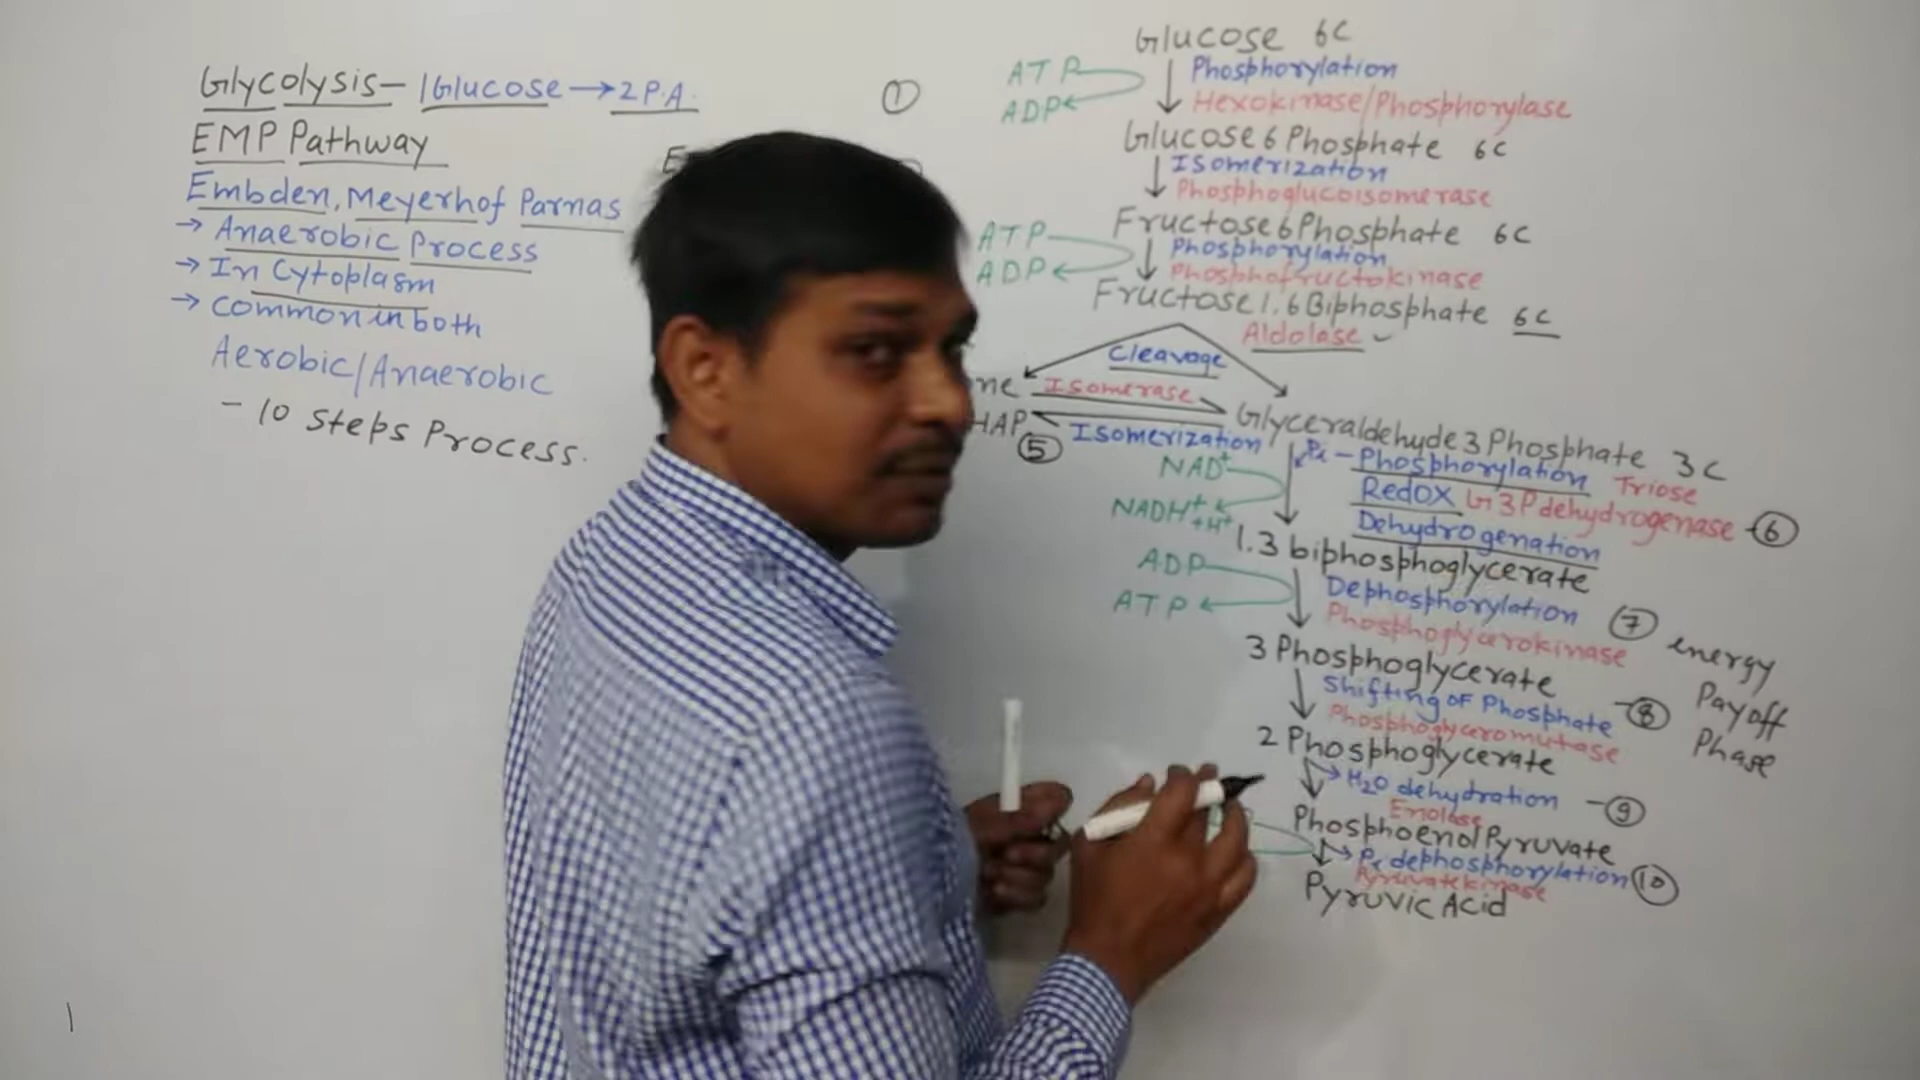 Glycolysis- 1Glucose → 2P.A.
EMP Pathway
Embden, Meyerhof Parnas
→ Anaerobic Process
→ In Cytoplasm
→ Common in both
Aerobic/Anaerobic
- 10 Steps Process.
①
Glucose 6C
ATP
Phosphorylation
ADP
Hexokinase/Phosphorylase
Glucose 6 Phosphate 6C
Isomerization
Phosphoglucoisomerase
Fructose 6 Phosphate 6C
ATP
Phosphorylation
ADP
Phosphofructokinase
Fructose 1.6 Biphosphate 6C
Aldolase
Cleavage
ne Isomerase
HAP
⑤ Isomerization
Glyceraldehyde 3 Phosphate 3C
NAD+
Pi - Phosphorylation Triose
Redox G3P dehydrogenase - ⑥
NADH+ +H+
Dehydrogenation
1.3 biphosphoglycerate
ADP
Dephosphorylation ⑦
ATP
Phosphoglycerokinase
energy
Payoff
Phase
3 Phosphoglycerate
Shifting of Phosphate - ⑧
Phosphoglyceromutase
2 Phosphoglycerate
H2O dehydration - ⑨
Enolase
Phosphoenol Pyruvate
Pi dephosphorylation ⑩
Pyruvatekinase
Pyruvic Acid